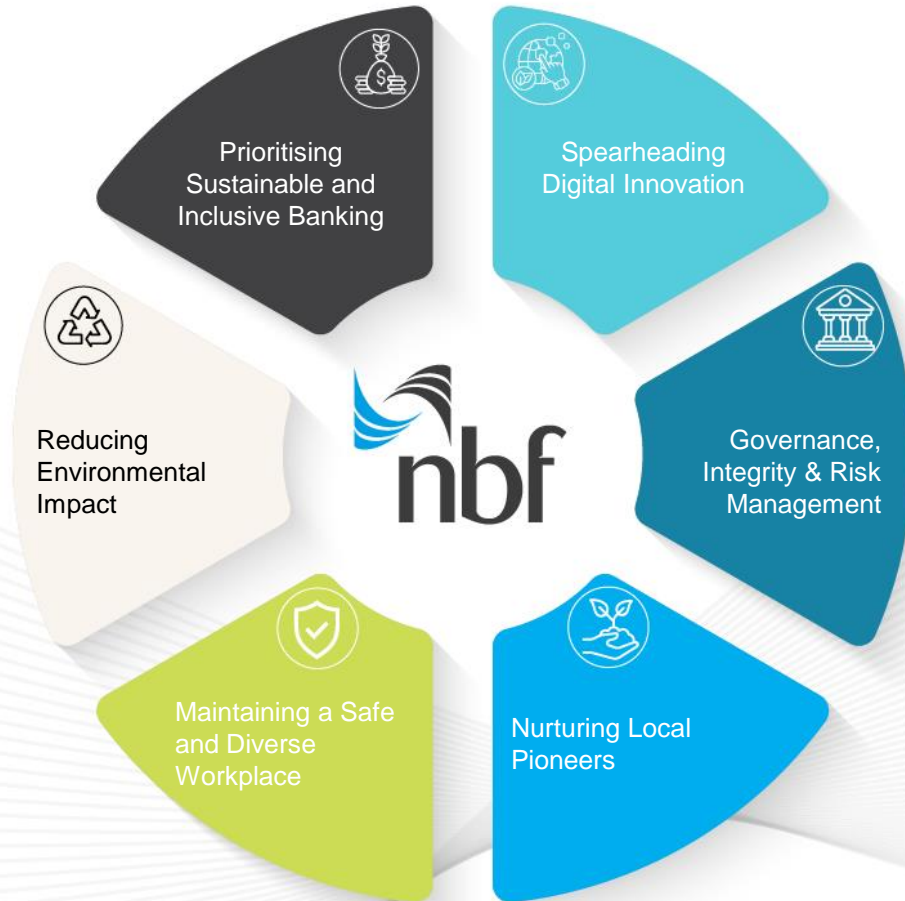 Prioritising
Sustainable and
Inclusive Banking
Spearheading
Digital Innovation
Reducing
Environmental
Impact
nbf
Governance,
Integrity & Risk
Management
Maintaining a Safe
and Diverse
Workplace
Nurturing Local
Pioneers
$